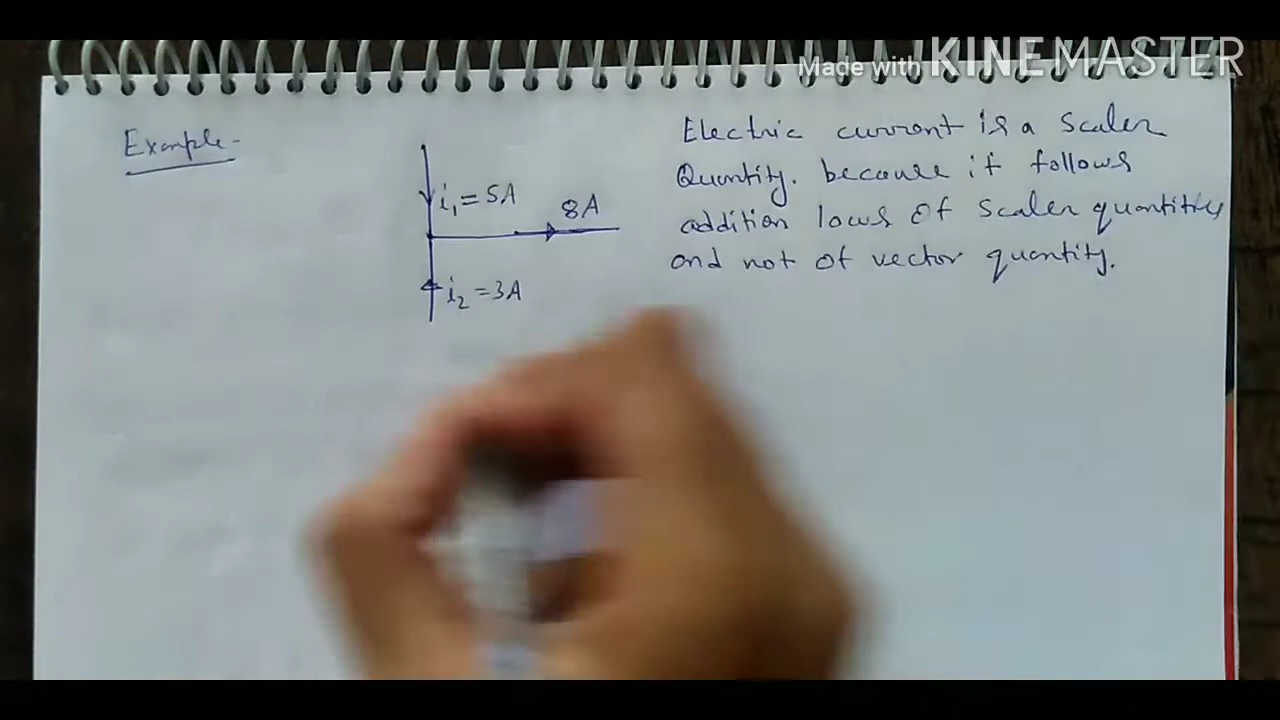 Made with KINEMASTER
Example-
Electric current is a scaler
Quantity. because it follows
addition laws of scaler quantities
and not of vector quantity.
i₁ = 5A
8A
i₂ = 3A